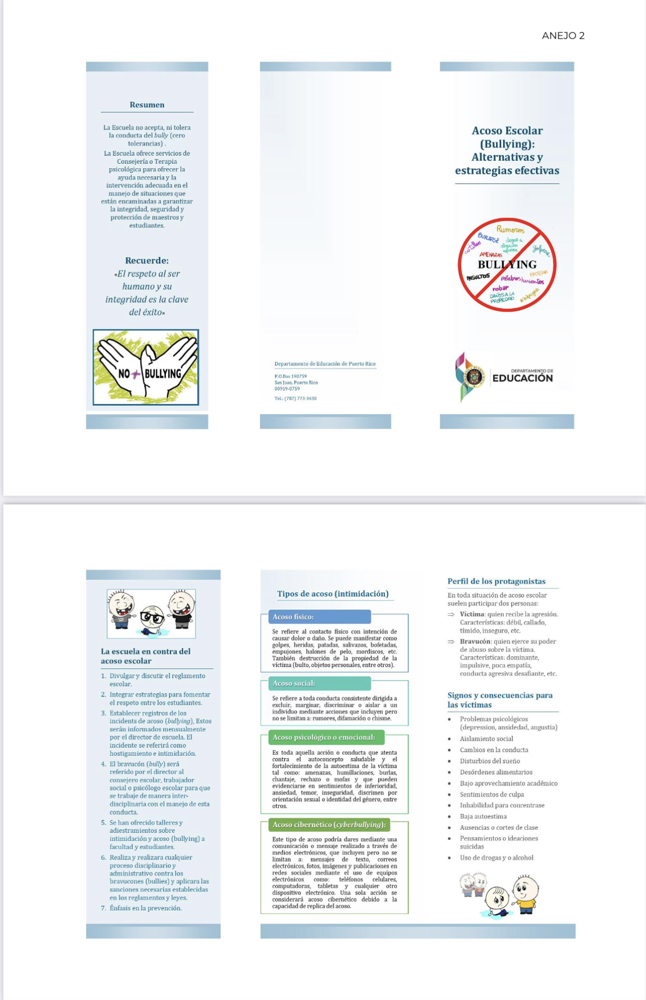 ANEJO 2
Resumen
La Escuela no acepta, ni tolera
la conducta del bully (cero
tolerancias) .
La Escuela ofrece servicios de
Consejería o Terapia
psicológica para ofrecer la
ayuda necesaria y la
intervención adecuada en el
manejo de situaciones que
están encaminadas a garantizar
la integridad, seguridad y
protección de maestros y
estudiantes.
Recuerde:
«El respeto al ser
humano y su
integridad es la clave
del éxito»
NO + BULLYING
Departamento de Educación de Puerto Rico
P.O.Box 190759
San Juan, Puerto Rico
00919-0759
Tel.: (787) 773-3430
Acoso Escolar
(Bullying):
Alternativas y
estrategias efectivas
Rumores
BURLARSE
dejar a
alguien
afuera
golpear
AMENAZAS
BULLYING
INSULTOS
PATEAR
Palabras hurientes
robar
DAÑOS A LA
PROPIEDAD
empujar
DEPARTAMENTO DE
EDUCACIÓN
La escuela en contra del
acoso escolar
1. Divulgar y discutir el reglamento
escolar.
2. Integrar estrategias para fomentar
el respeto entre los estudiantes.
3. Establecer registros de los
incidents de acoso (bullying), Estos
serán informados mensualmente
por el director de escuela. El
incidente se referirá como
hostigamiento e intimidación.
4. El bravucón (bully) será
referido por el director al
consejero escolar, trabajador
social o psicólogo escolar para que
se trabaje de manera inter-
disciplinaria con el manejo de esta
conducta.
5. Se han ofrecido talleres y
adiestramientos sobre
intimidación y acoso (bullying) a
facultad y estudiantes.
6. Realiza y realizara cualquier
proceso disciplinario y
administrativo contra los
bravucones (bullies) y aplicara las
sanciones necesarias establecidas
en los reglamentos y leyes.
7. Énfasis en la prevención.
Tipos de acoso (intimidación)
Acoso físico:
Se refiere al contacto físico con intención de
causar dolor o daño. Se puede manifestar como
golpes, heridas, patadas, salivazos, bofetadas,
empujones, halones de pelo, mordiscos, etc.
También destrucción de la propiedad de la
víctima (bulto, objetos personales, entre otros).
Acoso social:
Se refiere a toda conducta consistente dirigida a
excluir, marginar, discriminar o aislar a un
individuo mediante acciones que incluyen pero
no se limitan a: rumores, difamación o chisme.
Acoso psicológico o emocional:
Es toda aquella acción o conducta que atenta
contra el autoconcepto saludable y el
fortalecimiento de la autoestima de la víctima
tal como: amenazas, humillaciones, burlas,
chantaje, rechazo o mofas y que pueden
evidenciarse en sentimientos de inferioridad,
ansiedad, temor, inseguridad, discrimen por
orientación sexual o identidad del género, entre
otros.
Acoso cibernético (cyberbullying):
Este tipo de acoso podría dares mediante una
comunicación o mensaje realizado a través de
medios electrónicos, que incluyen pero no se
limitan a: mensajes de texto, correos
electrónicos, fotos, imágenes y publicaciones en
redes sociales mediante el uso de equipos
electrónicos como: teléfonos celulares,
computadoras, tabletas y cualquier otro
dispositivo electrónico. Una sola acción se
considerará acoso cibernético debido a la
capacidad de replica del acoso.
Perfil de los protagonistas
En toda situación de acoso escolar
suelen participar dos personas:
⇒ Víctima: quien recibe la agresión.
Características: débil, callado,
tímido, inseguro, etc.
⇒ Bravucón: quien ejerce su poder
de abuso sobre la víctima.
Características: dominante,
impulsive, poca empatía,
conducta agresiva desafiante, etc.
Signos y consecuencias para
las víctimas
• Problemas psicológicos
(depression, ansidedad, angustia)
• Aislamiento social
• Cambios en la conducta
• Disturbios del sueño
• Desórdenes alimentarios
• Bajo aprovechamiento académico
• Sentimientos de culpa
• Inhabilidad para concentrase
• Baja autoestima
• Ausencias o cortes de clase
• Pensamientos o ideaciones
suicidas
• Uso de drogas y o alcohol